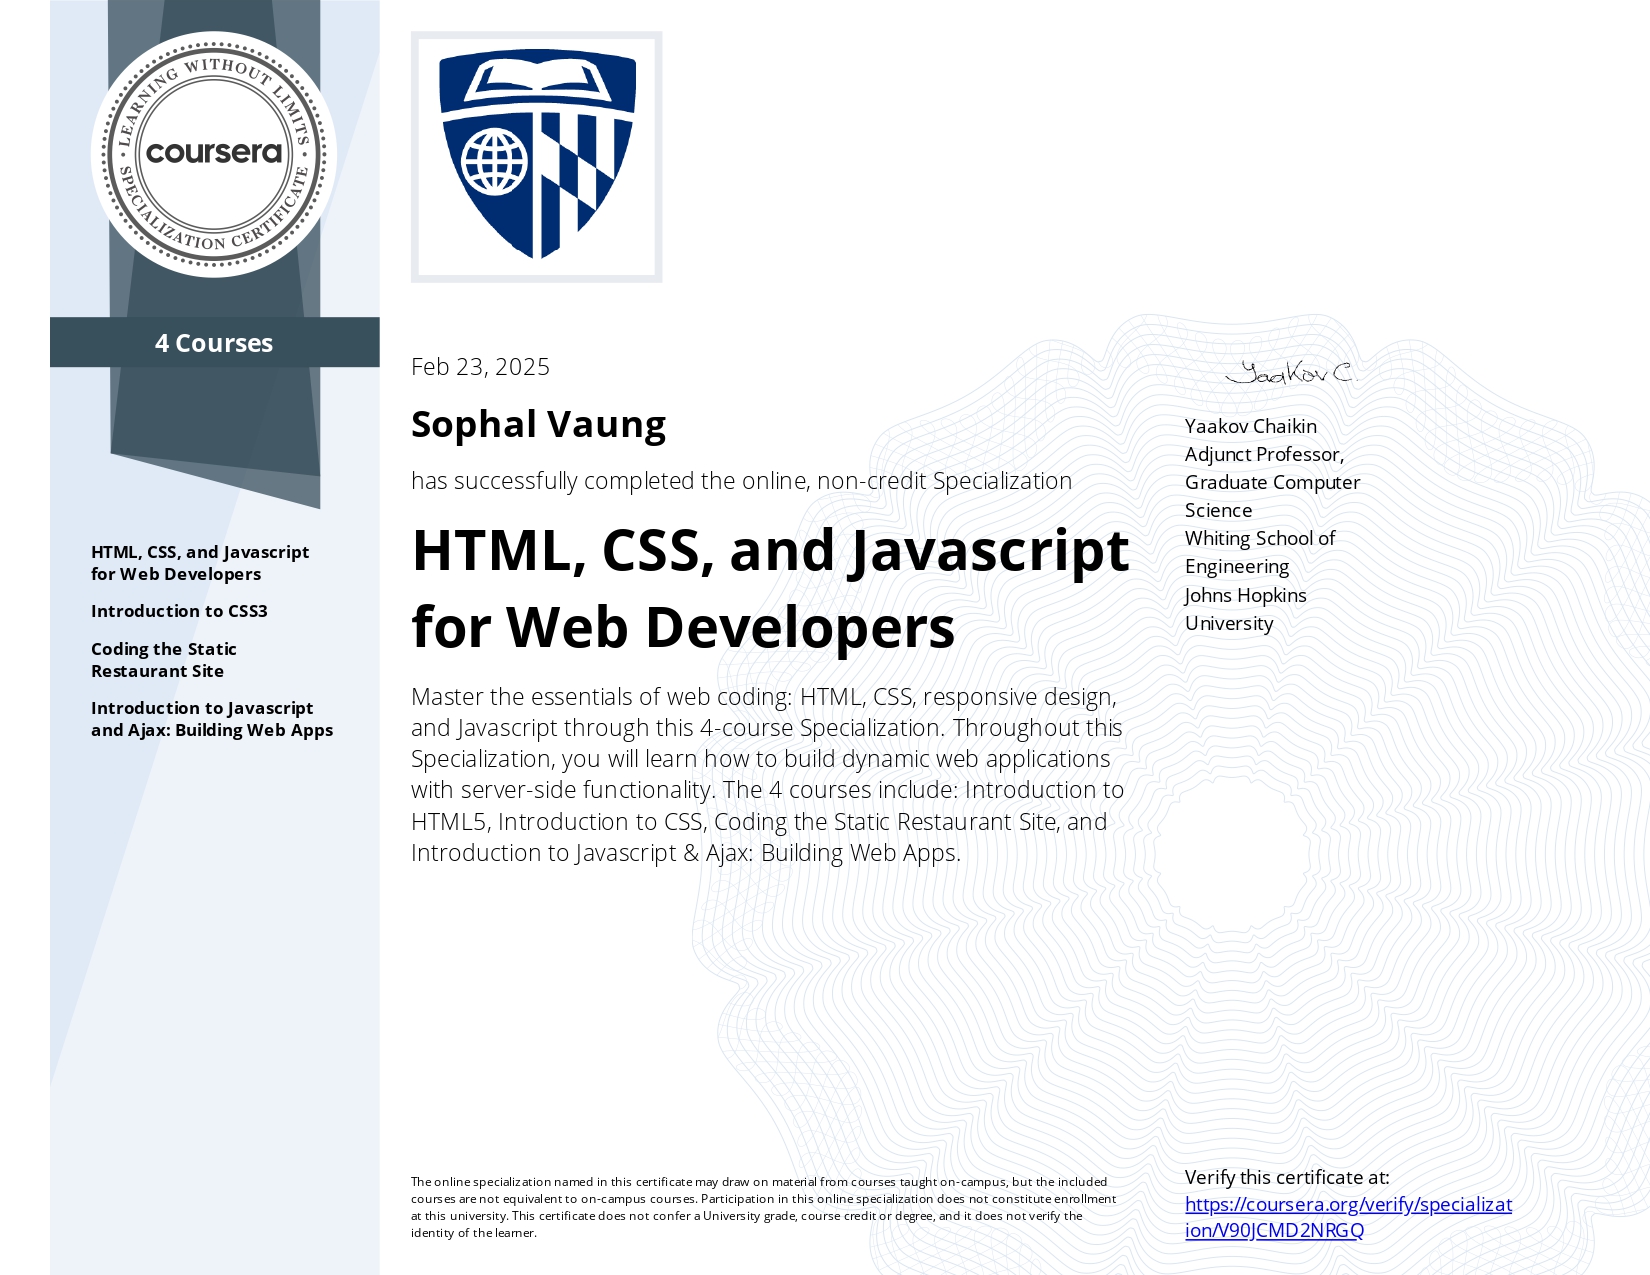 LEARNING WITHOUT LIMITS
coursera
SPECIALIZATION CERTIFICATE
4 Courses
HTML, CSS, and Javascript
for Web Developers
Introduction to CSS3
Coding the Static
Restaurant Site
Introduction to Javascript
and Ajax: Building Web Apps
Feb 23, 2025
Sophal Vaung
has successfully completed the online, non-credit Specialization
HTML, CSS, and Javascript
for Web Developers
Master the essentials of web coding: HTML, CSS, responsive design,
and Javascript through this 4-course Specialization. Throughout this
Specialization, you will learn how to build dynamic web applications
with server-side functionality. The 4 courses include: Introduction to
HTML5, Introduction to CSS, Coding the Static Restaurant Site, and
Introduction to Javascript & Ajax: Building Web Apps.
Yaakov C.
Yaakov Chaikin
Adjunct Professor,
Graduate Computer
Science
Whiting School of
Engineering
Johns Hopkins
University
The online specialization named in this certificate may draw on material from courses taught on-campus, but the included
courses are not equivalent to on-campus courses. Participation in this online specialization does not constitute enrollment
at this university. This certificate does not confer a University grade, course credit or degree, and it does not verify the
identity of the learner.
Verify this certificate at:
https://coursera.org/verify/specializat
ion/V90JCMD2NRGQ